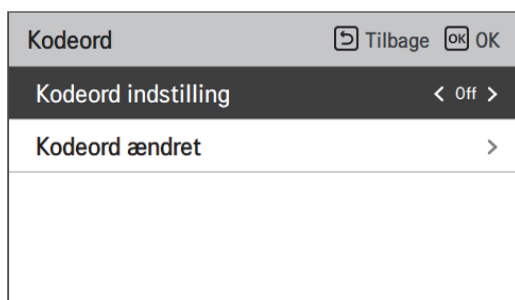 Kodeord Tilbage OK OK
Kodeord indstilling < Off >
Kodeord ændret >